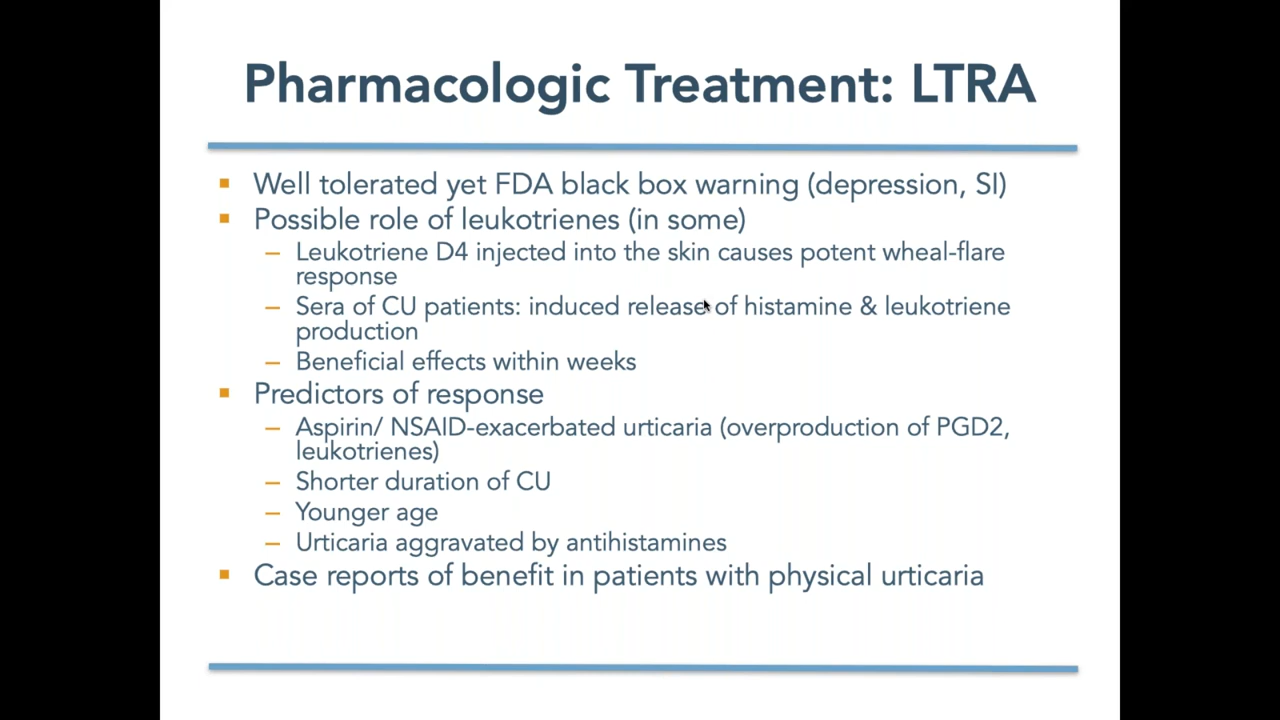 Pharmacologic Treatment: LTRA
Well tolerated yet FDA black box warning (depression, SI)
Possible role of leukotrienes (in some)
– Leukotriene D4 injected into the skin causes potent wheal-flare
response
– Sera of CU patients: induced release of histamine & leukotriene
production
– Beneficial effects within weeks
Predictors of response
– Aspirin/ NSAID-exacerbated urticaria (overproduction of PGD2,
leukotrienes)
– Shorter duration of CU
– Younger age
– Urticaria aggravated by antihistamines
Case reports of benefit in patients with physical urticaria